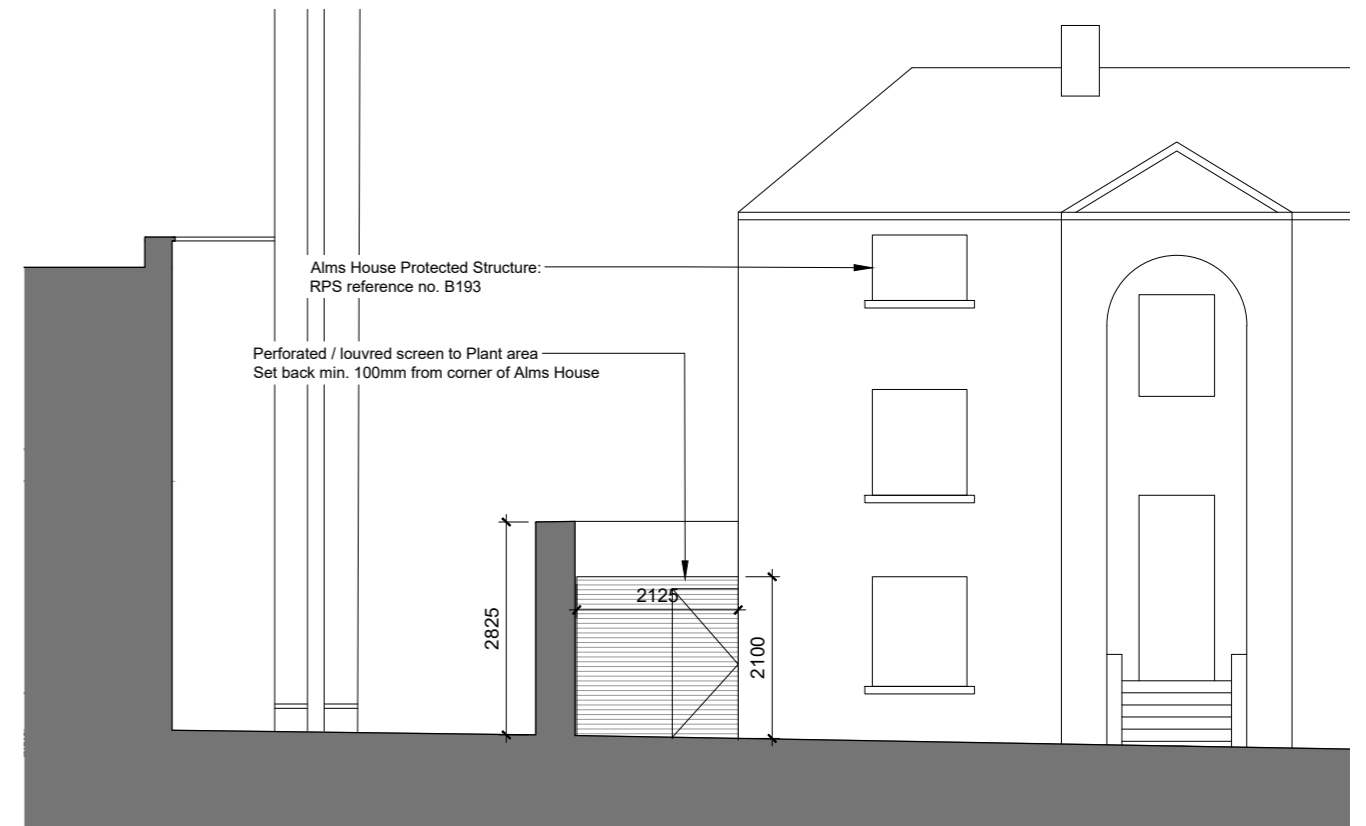 Alms House Protected Structure:
RPS reference no. B193
Perforated / louvred screen to Plant area
Set back min. 100mm from corner of Alms House
2825
2125
2100